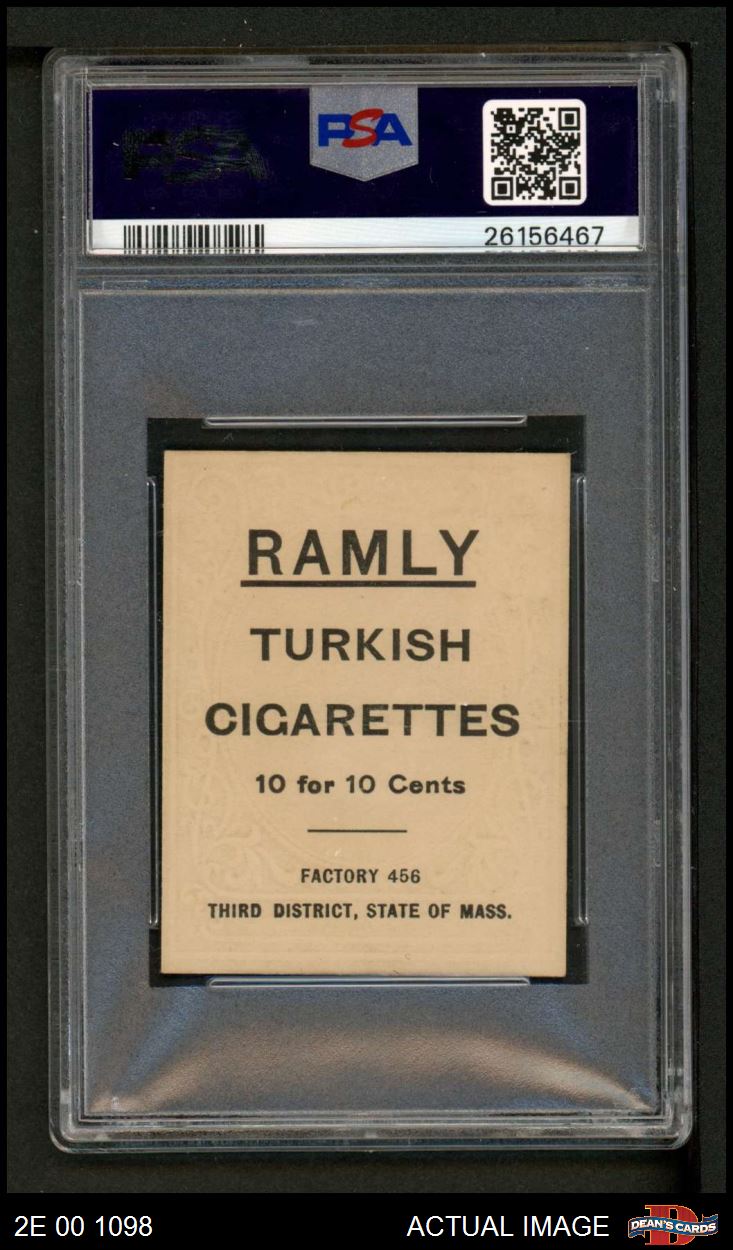 PSA
PSA
26156467
RAMLY
TURKISH
CIGARETTES
10 for 10 Cents
FACTORY 456
THIRD DISTRICT, STATE OF MASS.
2E 00 1098
ACTUAL IMAGE
DEAN'S CARDS